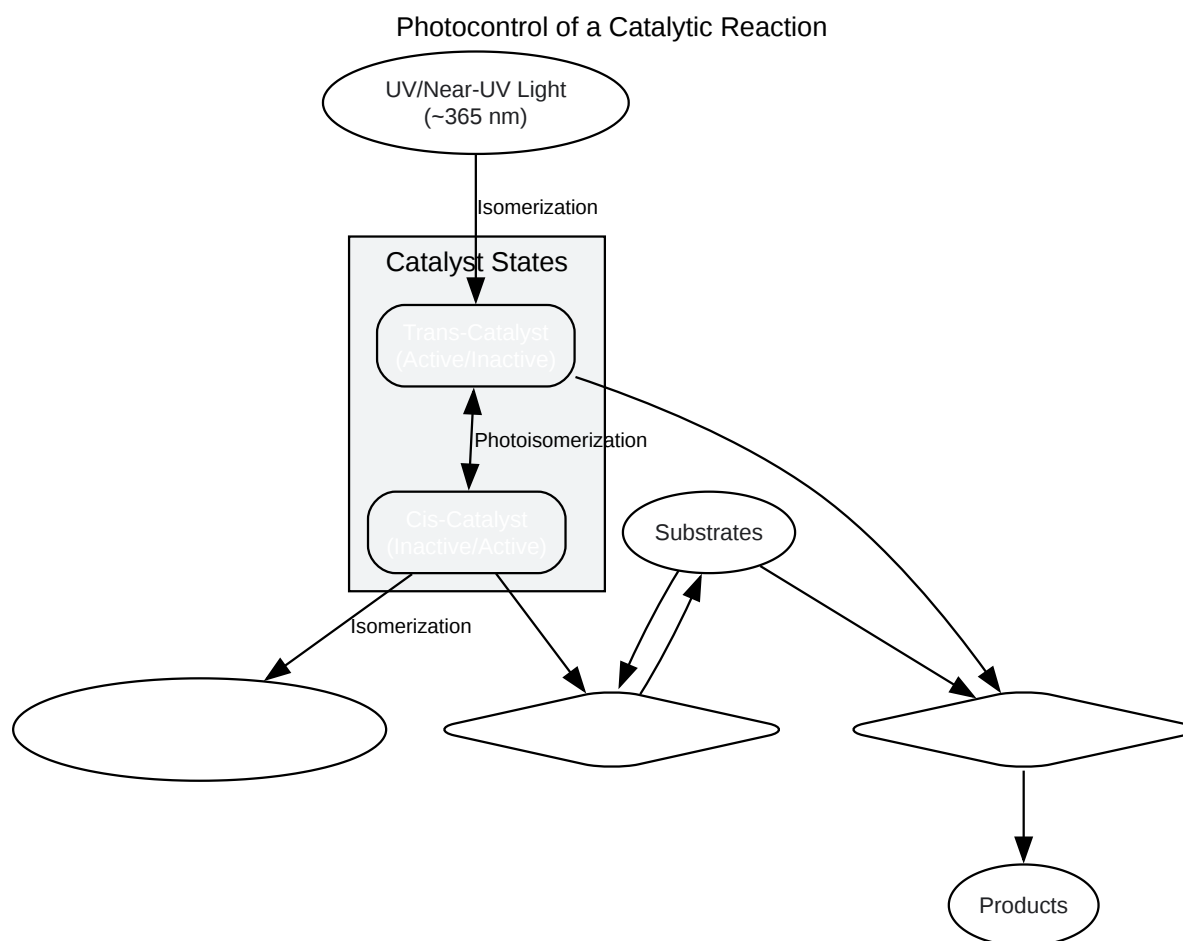 Photocontrol of a Catalytic Reaction
UV/Near-UV Light
(~365 nm)
Isomerization
Catalyst States
Trans-Catalyst
(Active/Inactive)
Photoisomerization
Cis-Catalyst
(Inactive/Active)
Substrates
Isomerization
Products